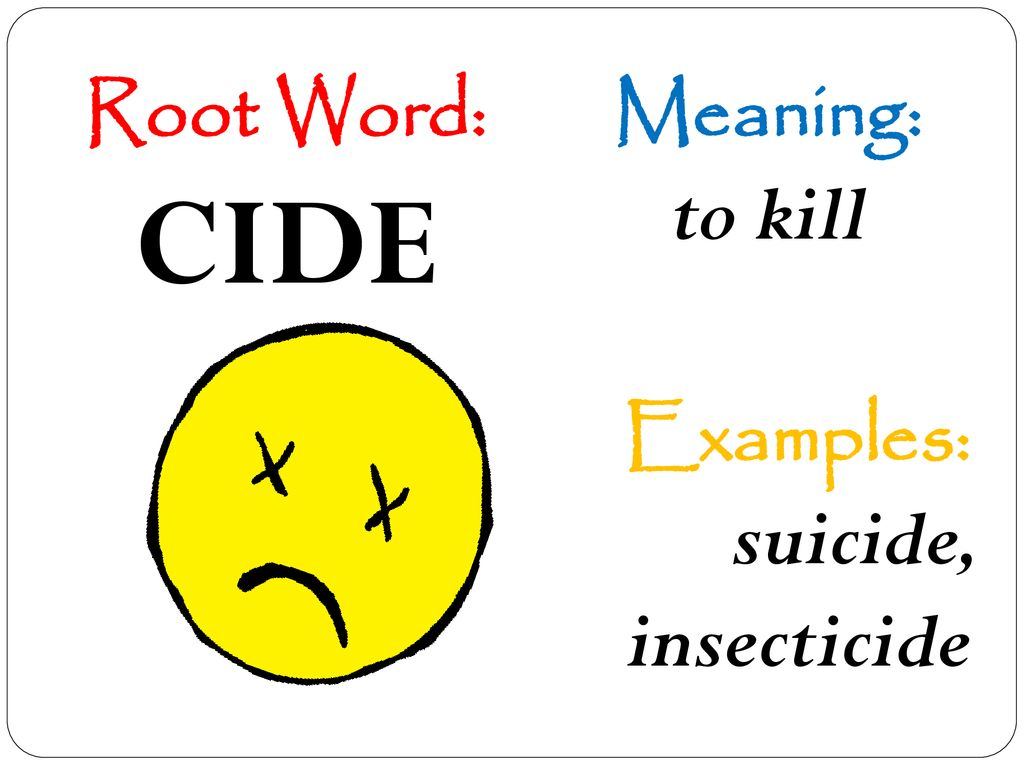 Root Word:
CIDE
Meaning:
to kill
Examples:
suicide,
insecticide